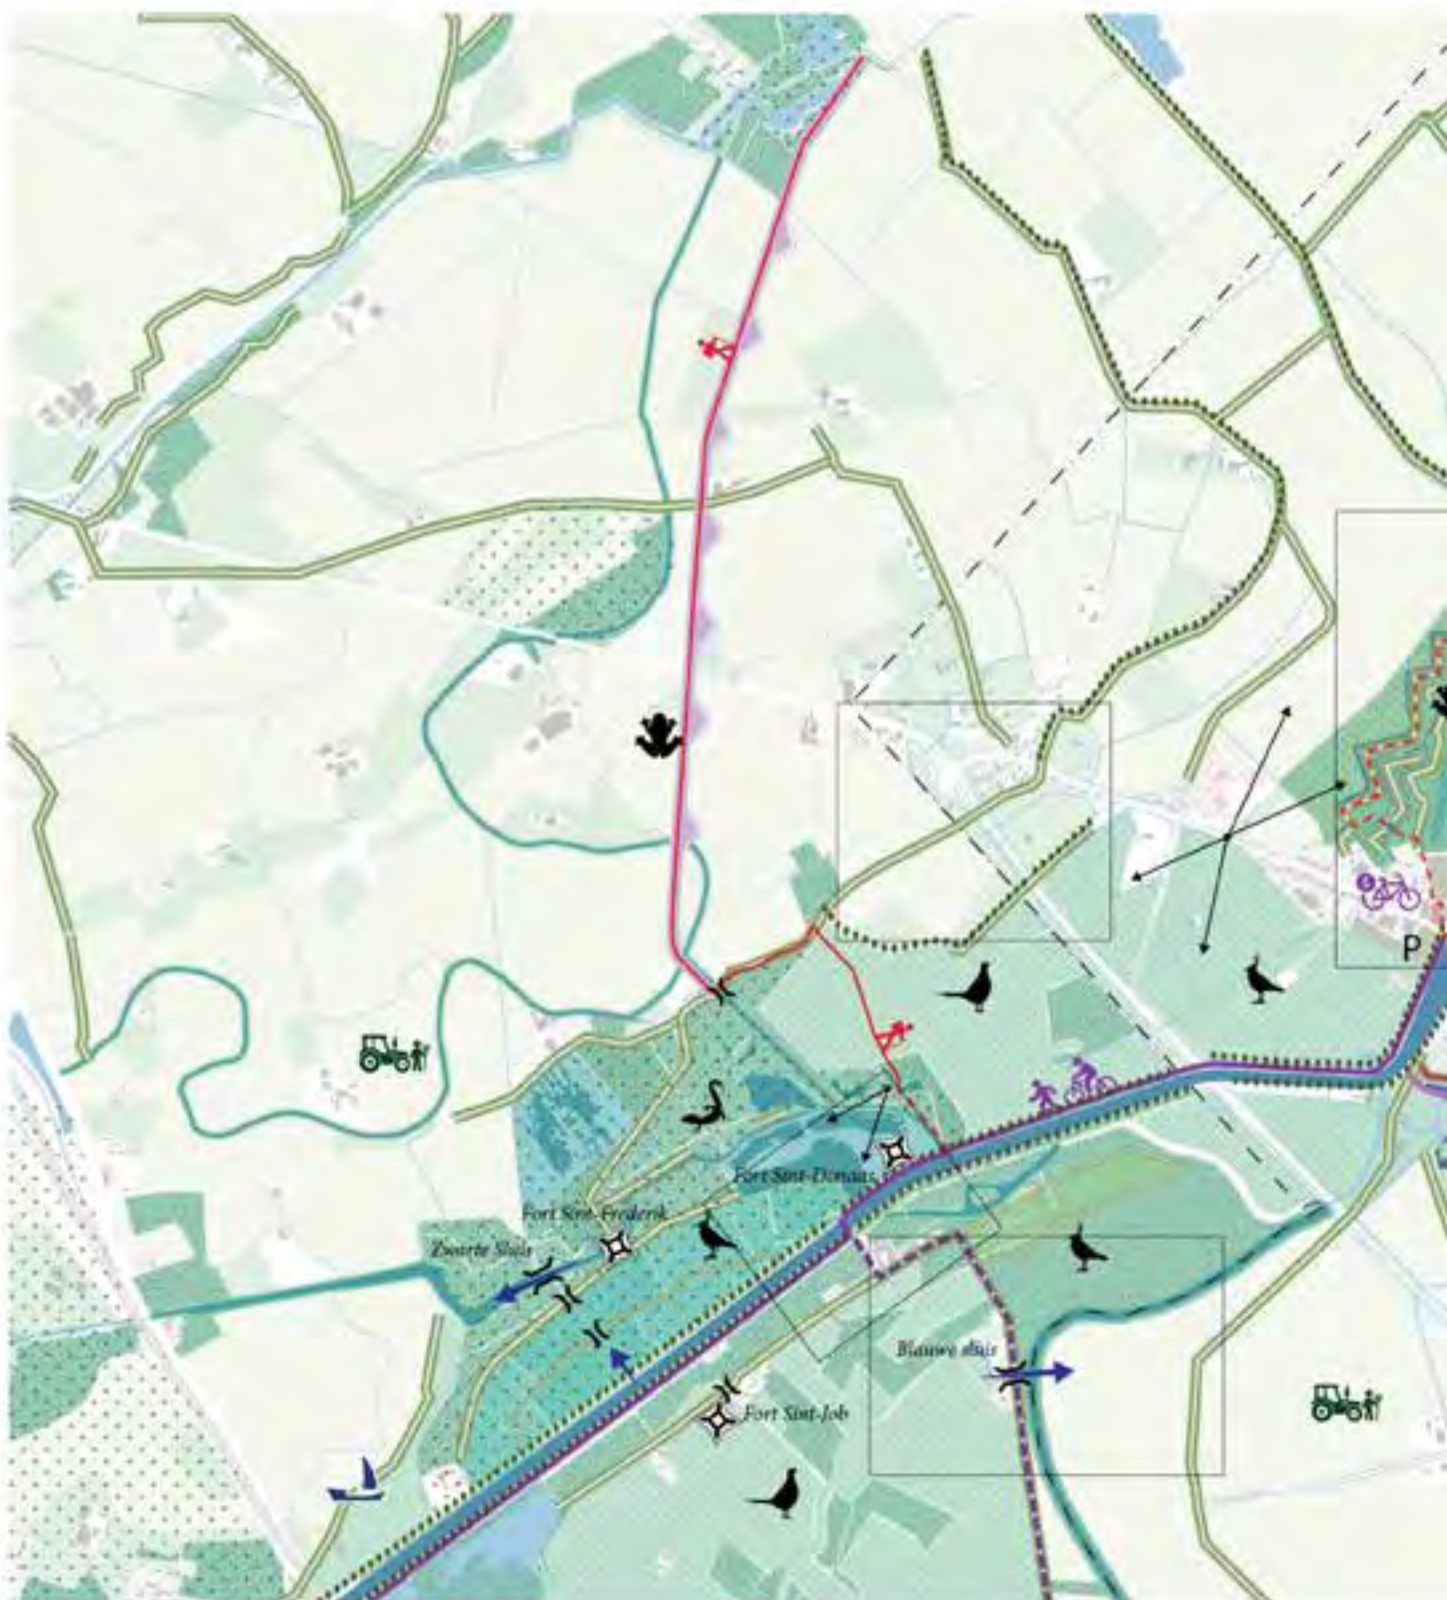 P
Fort Sint-Donaas
Fort Sint-Frederik
Zwarte Sluis
Blauwe sluis
Fort Sint-Job